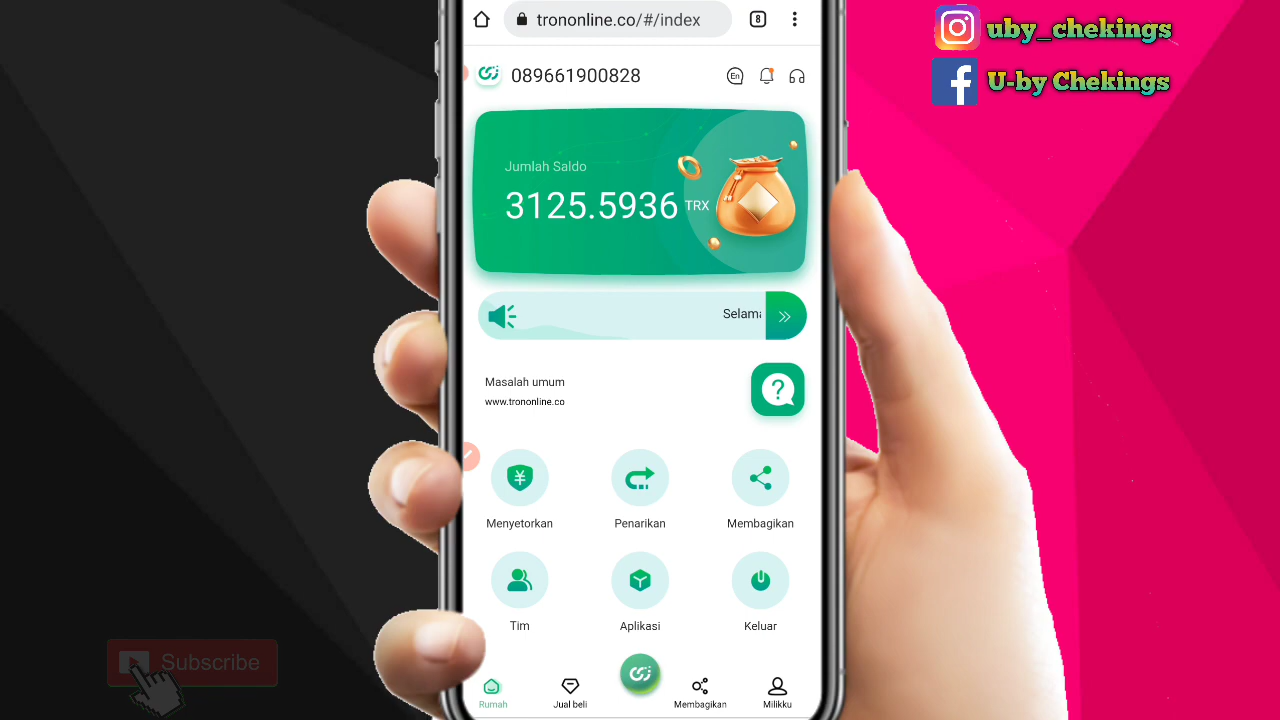 trononline.co/#/index
8
uby_chekings
U-by Chekings
089661900828
En
Jumlah Saldo
3125.5936 TRX
Selama
Masalah umum
www.trononline.co
Menyetorkan
Penarikan
Membagikan
Tim
Aplikasi
Keluar
Subscribe
Rumah
Jual beli
Membagikan
Milikku